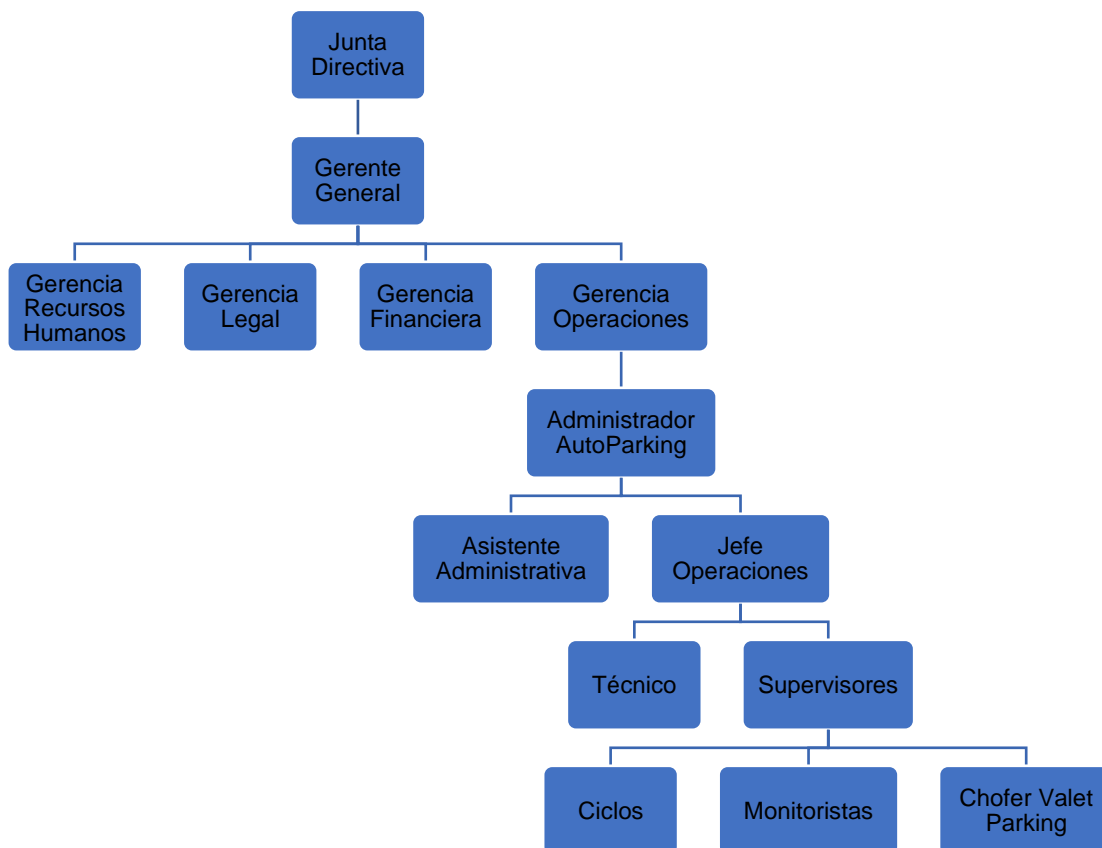 Junta
Directiva
Gerente
General
Gerencia
Recursos
Humanos
Gerencia
Legal
Gerencia
Financiera
Gerencia
Operaciones
Administrador
AutoParking
Asistente
Administrativa
Jefe
Operaciones
Técnico
Supervisores
Ciclos
Monitoristas
Chofer Valet
Parking